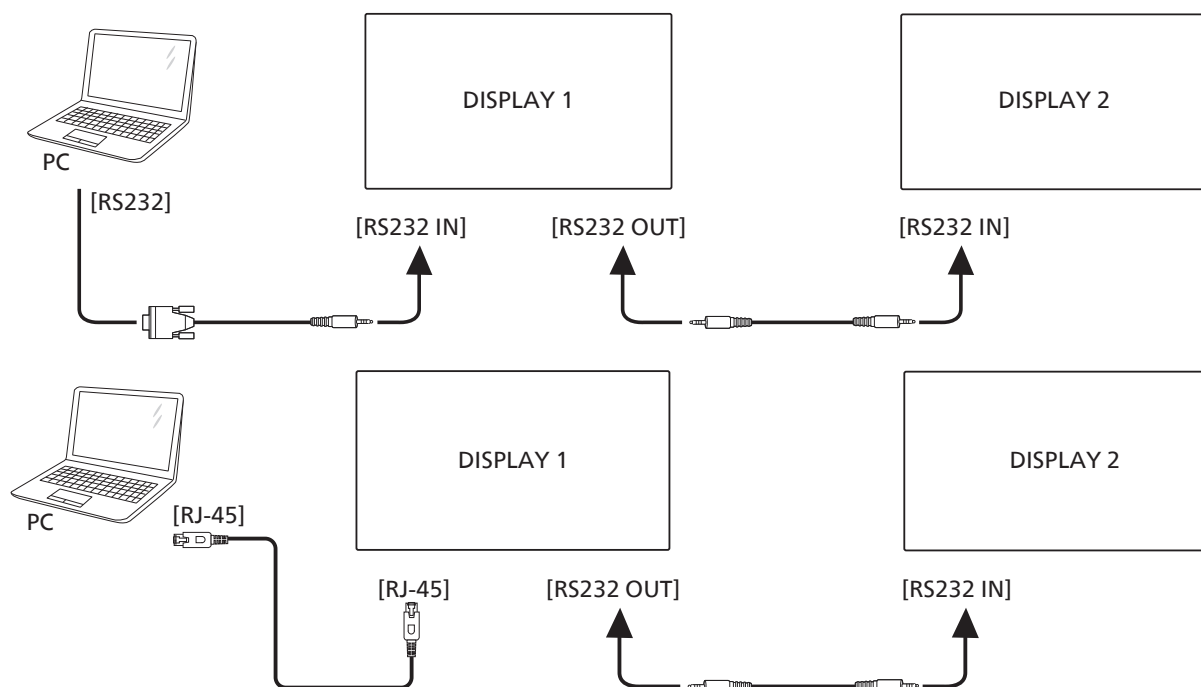 DISPLAY 1
DISPLAY 2
PC
[RS232]
[RS232 IN]
[RS232 OUT]
[RS232 IN]
DISPLAY 1
DISPLAY 2
PC
[RJ-45]
[RJ-45]
[RS232 OUT]
[RS232 IN]